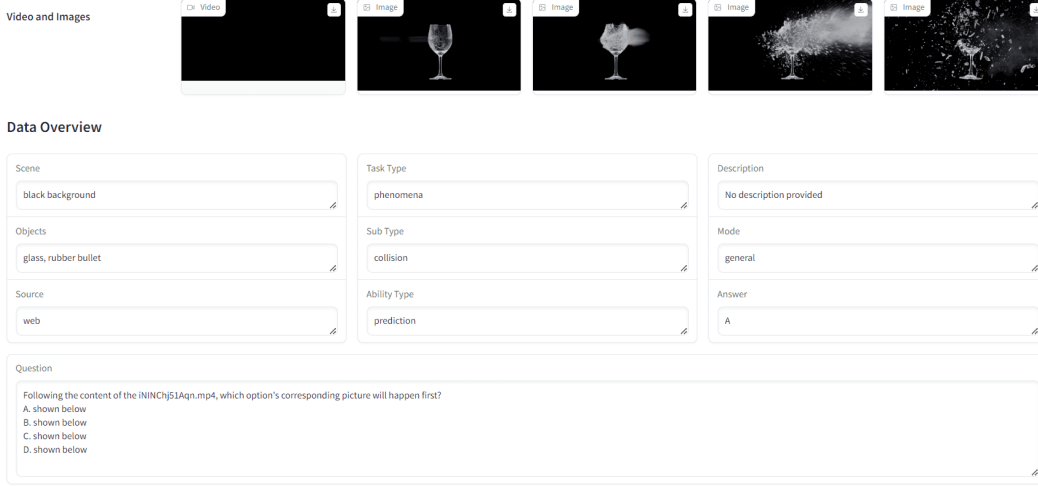 Video and Images
Video
Image
Image
Image
Image
Data Overview
Scene
black background
Task Type
phenomena
Description
No description provided
Objects
glass, rubber bullet
Sub Type
collision
Mode
general
Source
web
Ability Type
prediction
Answer
A
Question
Following the content of the iNINChj51Aqn.mp4, which option's corresponding picture will happen first?
A. shown below
B. shown below
C. shown below
D. shown below